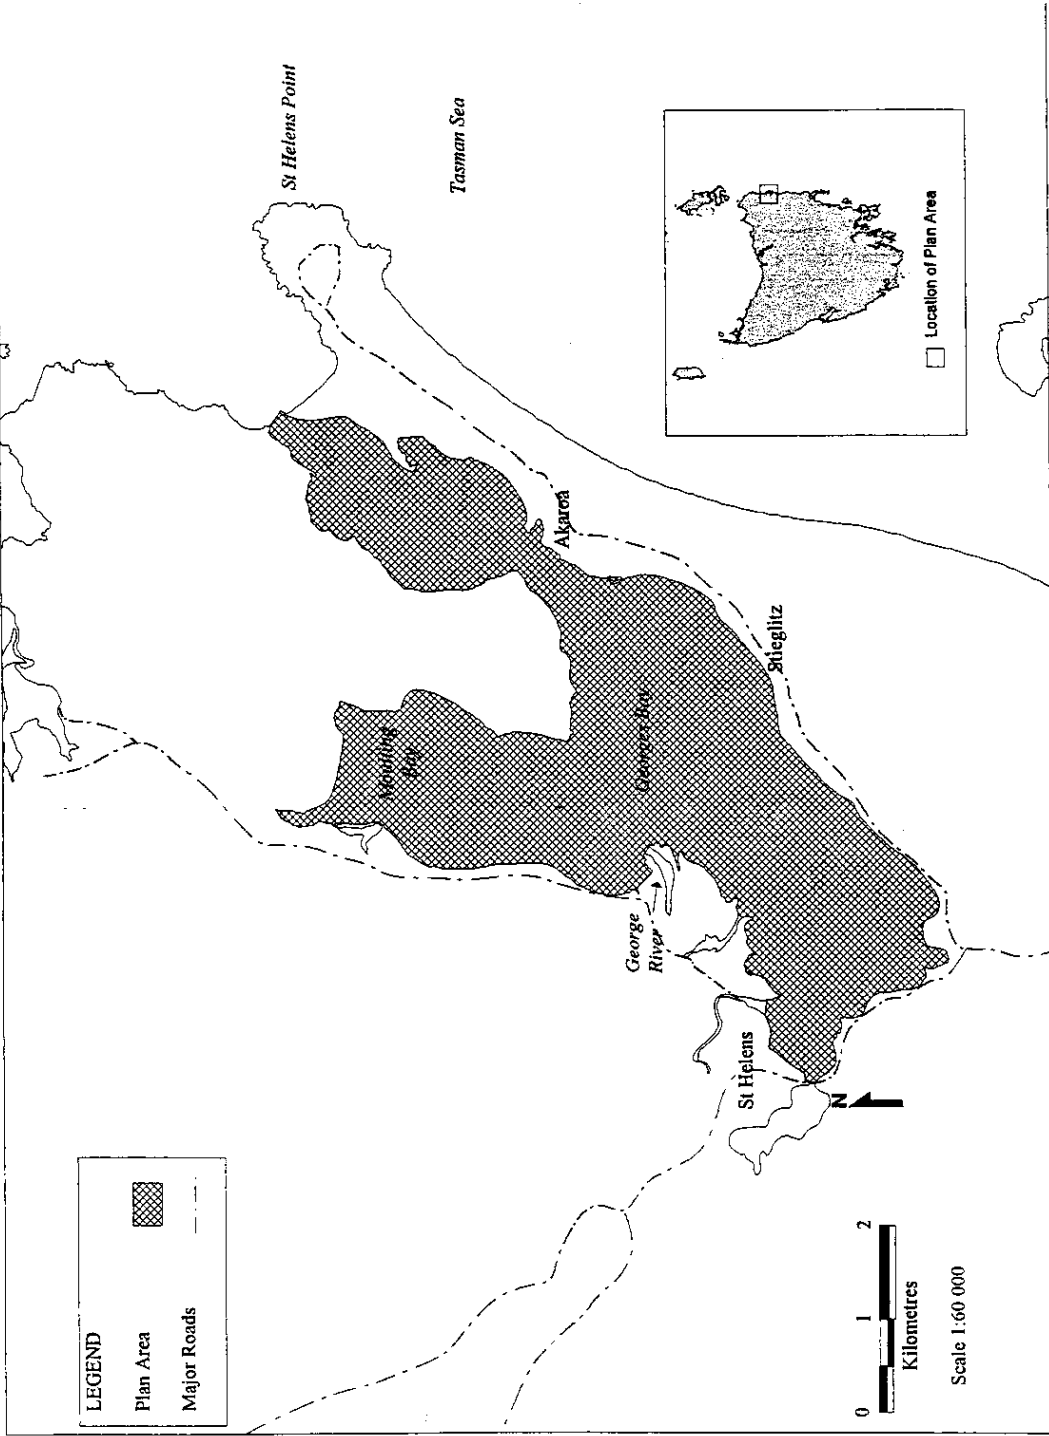 LEGEND
Plan Area
Major Roads
St Helens Point
Tasman Sea
Moulting
Bay
Georges Bay
Akaroa
Stieglitz
George
River
St Helens
N
0 1 2
Kilometres
Scale 1:60 000
Location of Plan Area